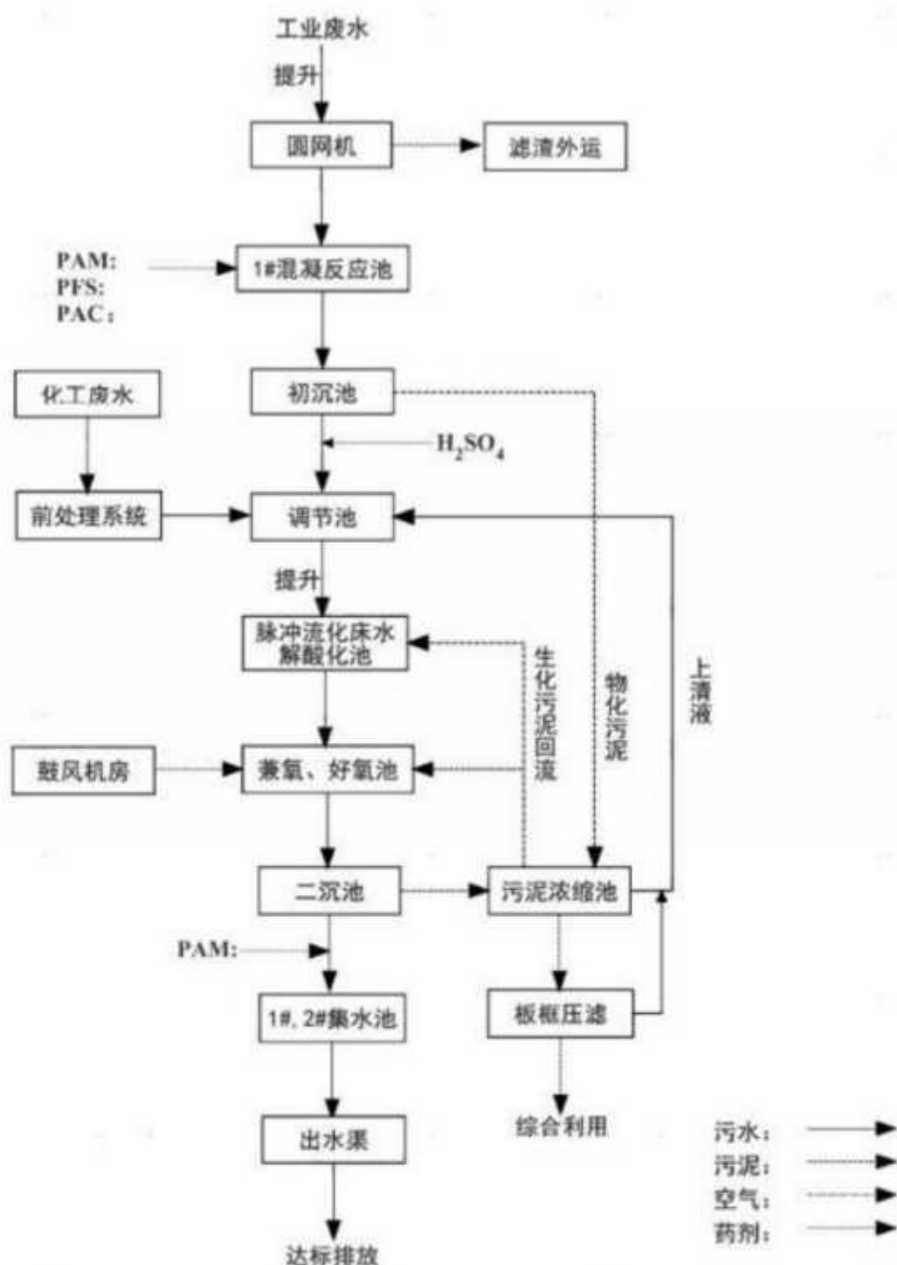 工业废水
提升
圆网机
滤渣外运
PAM:
PFS:
PAC:
1#混凝反应池
初沉池
化工废水
H₂SO₄
前处理系统
调节池
提升
脉冲流化床水
解酸化池
生化污泥回流
物化污泥
上清液
鼓风机房
兼氧、好氧池
二沉池
污泥浓缩池
PAM:
1#,2#集水池
板框压滤
出水渠
综合利用
达标排放
污水:
污泥:
空气:
药剂: